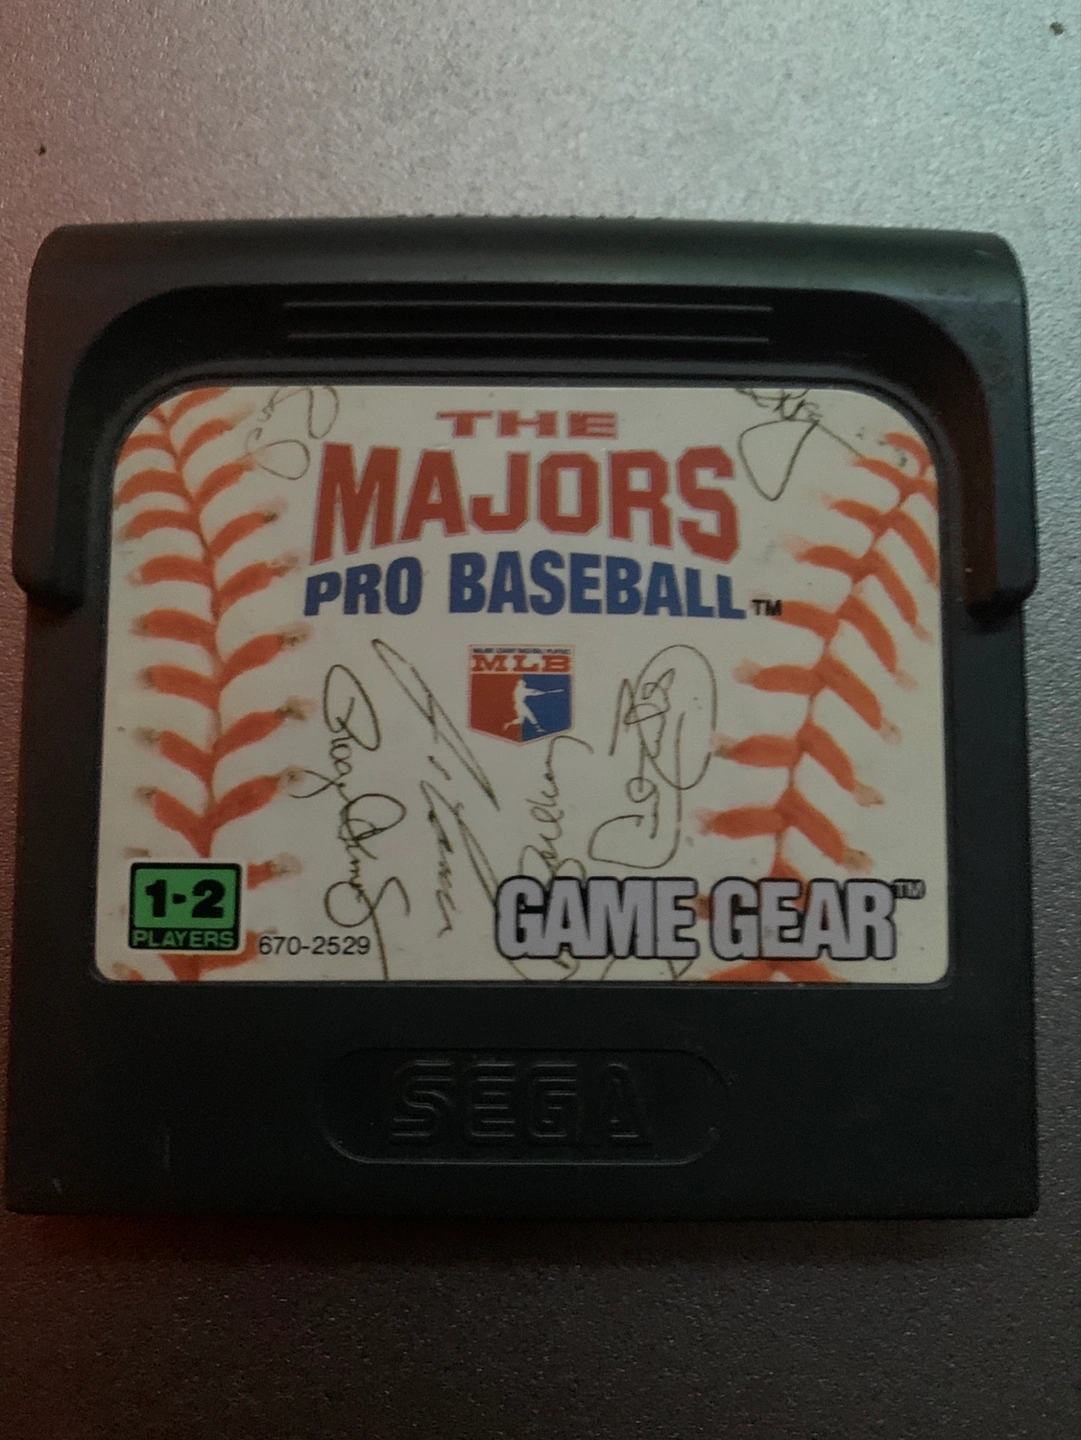 THE
MAJORS
PRO BASEBALL™
MLB
1-2
PLAYERS
670-2529
GAME GEAR™
SEGA